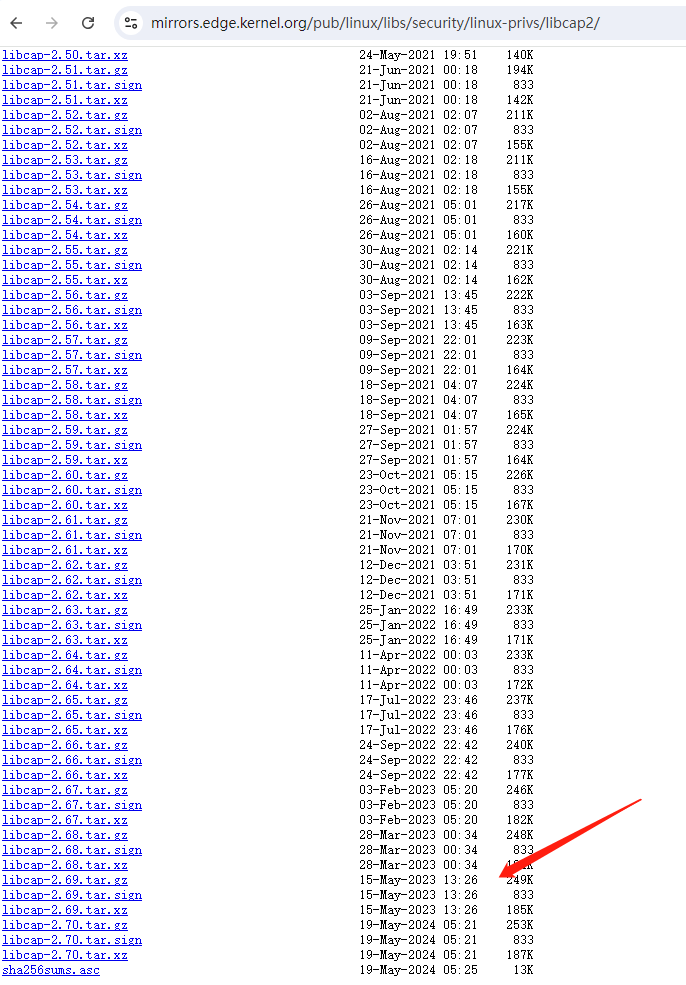 mirrors.edge.kernel.org/pub/linux/libs/security/linux-privs/libcap2/
libcap-2.50.tar.xz 24-May-2021 19:51 140K
libcap-2.51.tar.gz 21-Jun-2021 00:18 194K
libcap-2.51.tar.sign 21-Jun-2021 00:18 833
libcap-2.51.tar.xz 21-Jun-2021 00:18 142K
libcap-2.52.tar.gz 02-Aug-2021 02:07 211K
libcap-2.52.tar.sign 02-Aug-2021 02:07 833
libcap-2.52.tar.xz 02-Aug-2021 02:07 155K
libcap-2.53.tar.gz 16-Aug-2021 02:18 211K
libcap-2.53.tar.sign 16-Aug-2021 02:18 833
libcap-2.53.tar.xz 16-Aug-2021 02:18 155K
libcap-2.54.tar.gz 26-Aug-2021 05:01 217K
libcap-2.54.tar.sign 26-Aug-2021 05:01 833
libcap-2.54.tar.xz 26-Aug-2021 05:01 160K
libcap-2.55.tar.gz 30-Aug-2021 02:14 221K
libcap-2.55.tar.sign 30-Aug-2021 02:14 833
libcap-2.55.tar.xz 30-Aug-2021 02:14 162K
libcap-2.56.tar.gz 03-Sep-2021 13:45 222K
libcap-2.56.tar.sign 03-Sep-2021 13:45 833
libcap-2.56.tar.xz 03-Sep-2021 13:45 163K
libcap-2.57.tar.gz 09-Sep-2021 22:01 223K
libcap-2.57.tar.sign 09-Sep-2021 22:01 833
libcap-2.57.tar.xz 09-Sep-2021 22:01 164K
libcap-2.58.tar.gz 18-Sep-2021 04:07 224K
libcap-2.58.tar.sign 18-Sep-2021 04:07 833
libcap-2.58.tar.xz 18-Sep-2021 04:07 165K
libcap-2.59.tar.gz 27-Sep-2021 01:57 224K
libcap-2.59.tar.sign 27-Sep-2021 01:57 833
libcap-2.59.tar.xz 27-Sep-2021 01:57 164K
libcap-2.60.tar.gz 23-Oct-2021 05:15 226K
libcap-2.60.tar.sign 23-Oct-2021 05:15 833
libcap-2.60.tar.xz 23-Oct-2021 05:15 167K
libcap-2.61.tar.gz 21-Nov-2021 07:01 230K
libcap-2.61.tar.sign 21-Nov-2021 07:01 833
libcap-2.61.tar.xz 21-Nov-2021 07:01 170K
libcap-2.62.tar.gz 12-Dec-2021 03:51 231K
libcap-2.62.tar.sign 12-Dec-2021 03:51 833
libcap-2.62.tar.xz 12-Dec-2021 03:51 171K
libcap-2.63.tar.gz 25-Jan-2022 16:49 233K
libcap-2.63.tar.sign 25-Jan-2022 16:49 833
libcap-2.63.tar.xz 25-Jan-2022 16:49 171K
libcap-2.64.tar.gz 11-Apr-2022 00:03 233K
libcap-2.64.tar.sign 11-Apr-2022 00:03 833
libcap-2.64.tar.xz 11-Apr-2022 00:03 172K
libcap-2.65.tar.gz 17-Jul-2022 23:46 237K
libcap-2.65.tar.sign 17-Jul-2022 23:46 833
libcap-2.65.tar.xz 17-Jul-2022 23:46 176K
libcap-2.66.tar.gz 24-Sep-2022 22:42 240K
libcap-2.66.tar.sign 24-Sep-2022 22:42 833
libcap-2.66.tar.xz 24-Sep-2022 22:42 177K
libcap-2.67.tar.gz 03-Feb-2023 05:20 246K
libcap-2.67.tar.sign 03-Feb-2023 05:20 833
libcap-2.67.tar.xz 03-Feb-2023 05:20 182K
libcap-2.68.tar.gz 28-Mar-2023 00:34 248K
libcap-2.68.tar.sign 28-Mar-2023 00:34 833
libcap-2.68.tar.xz 28-Mar-2023 00:34
libcap-2.69.tar.gz 15-May-2023 13:26 249K
libcap-2.69.tar.sign 15-May-2023 13:26 833
libcap-2.69.tar.xz 15-May-2023 13:26 185K
libcap-2.70.tar.gz 19-May-2024 05:21 253K
libcap-2.70.tar.sign 19-May-2024 05:21 833
libcap-2.70.tar.xz 19-May-2024 05:21 187K
sha256sums.asc 19-May-2024 05:25 13K